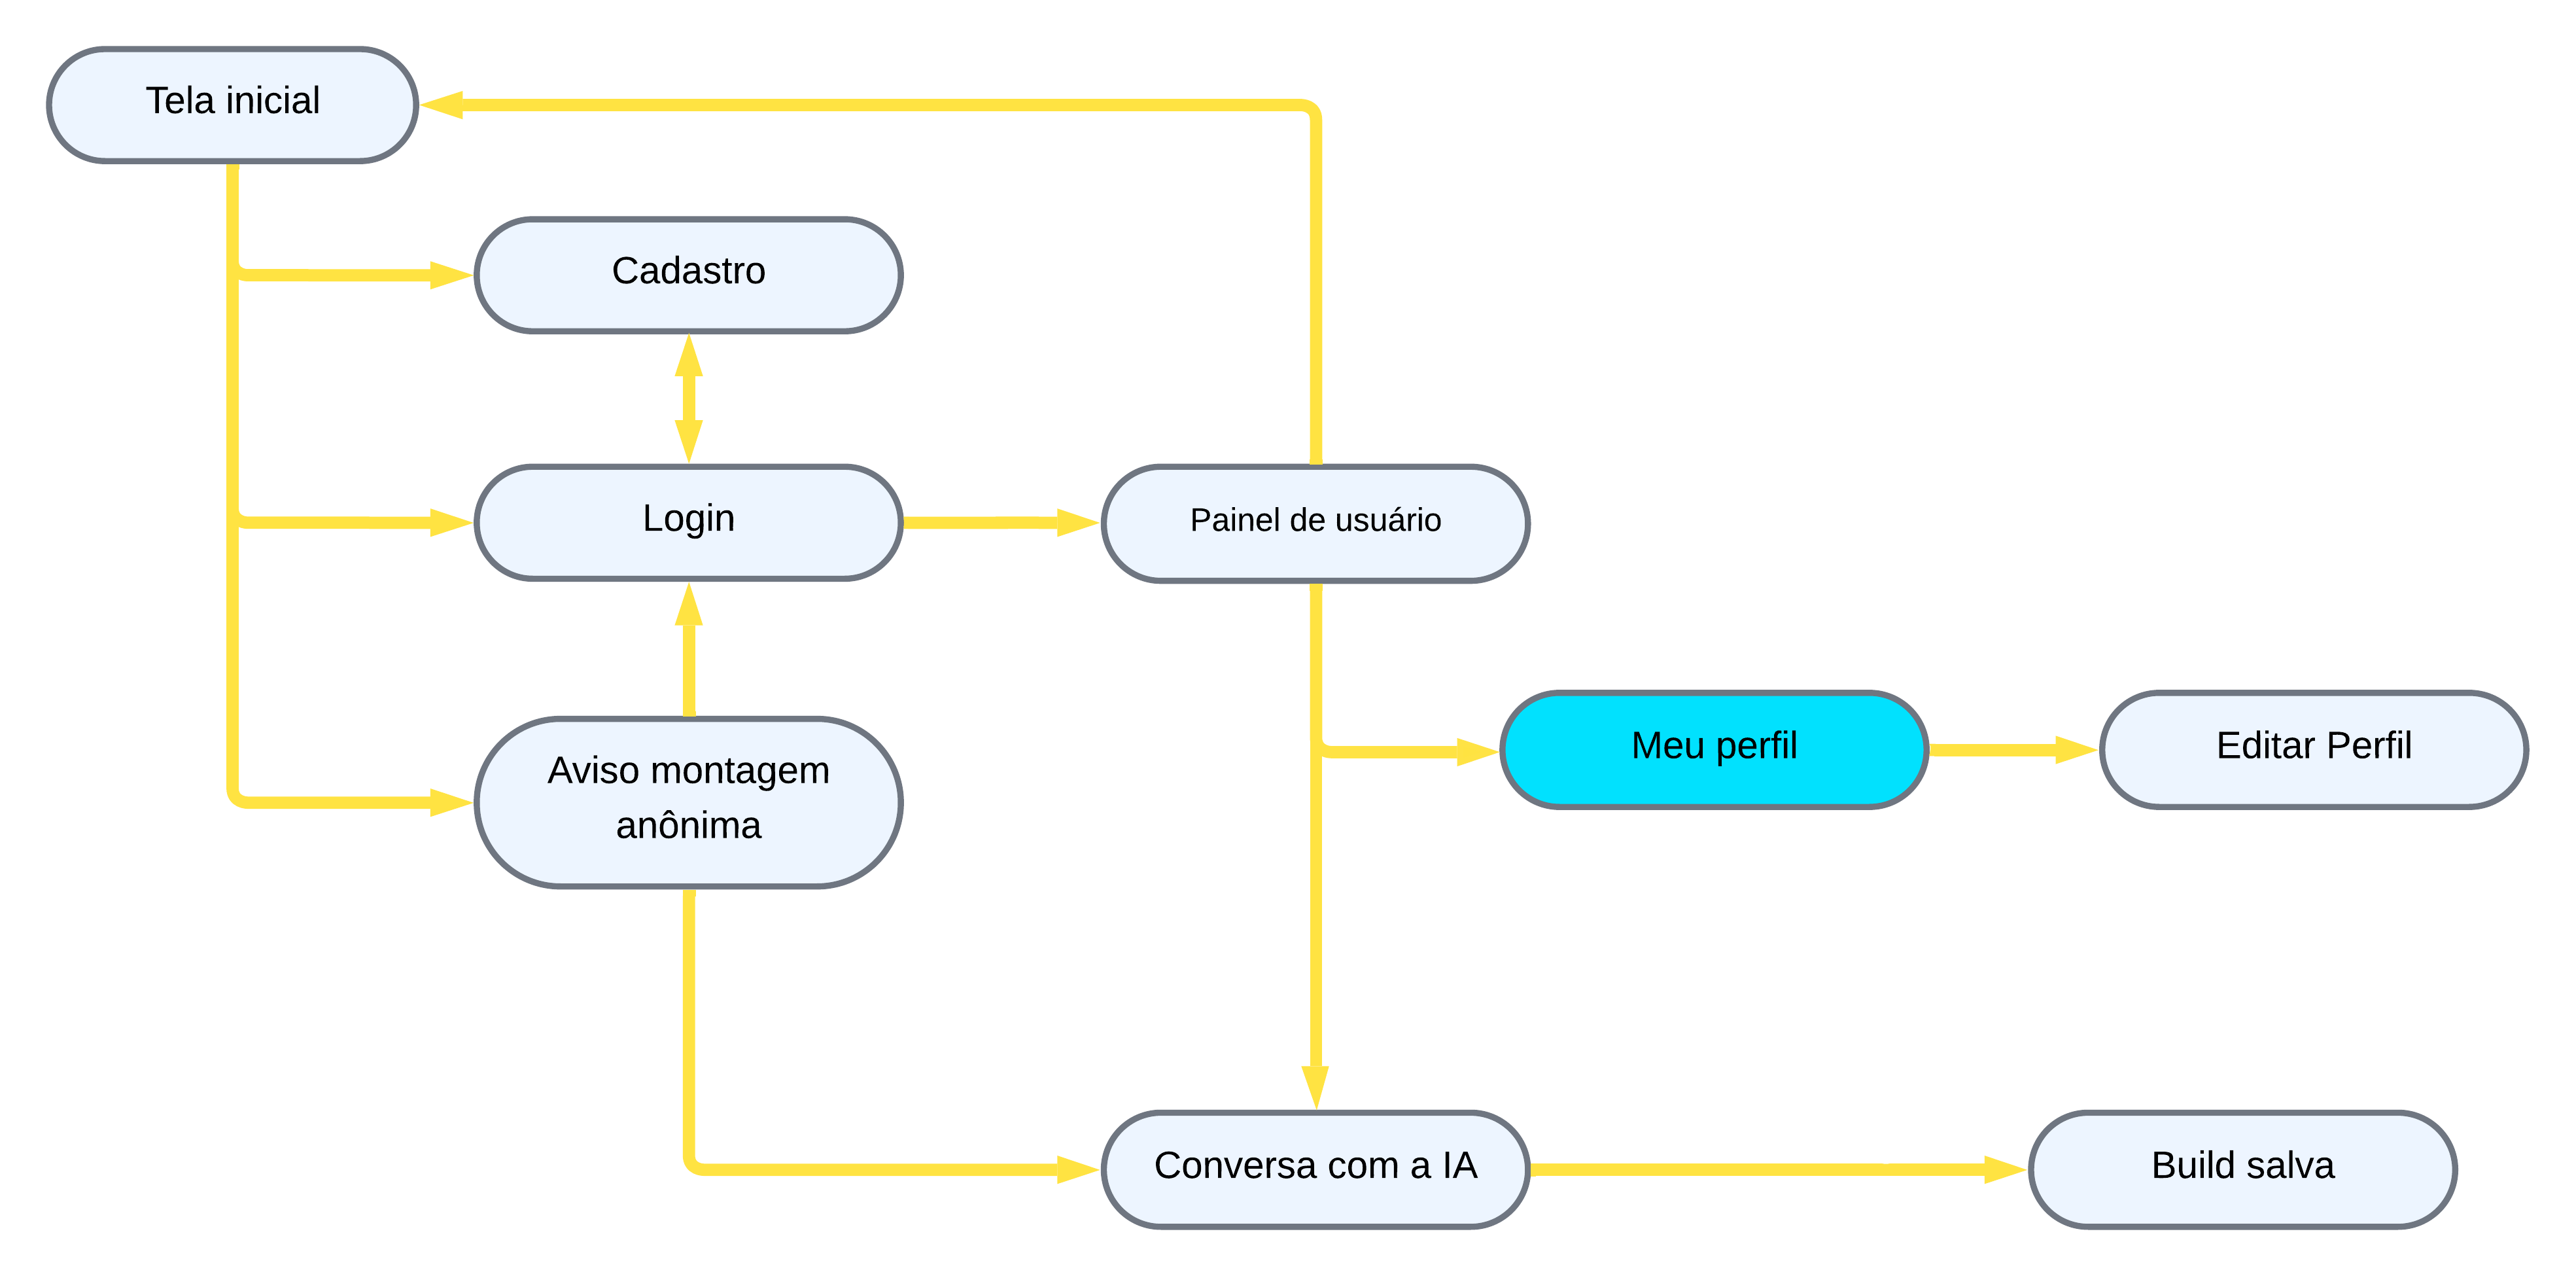 Tela inicial
Cadastro
Login
Painel de usuário
Meu perfil
Editar Perfil
Aviso montagem
anônima
Conversa com a IA
Build salva